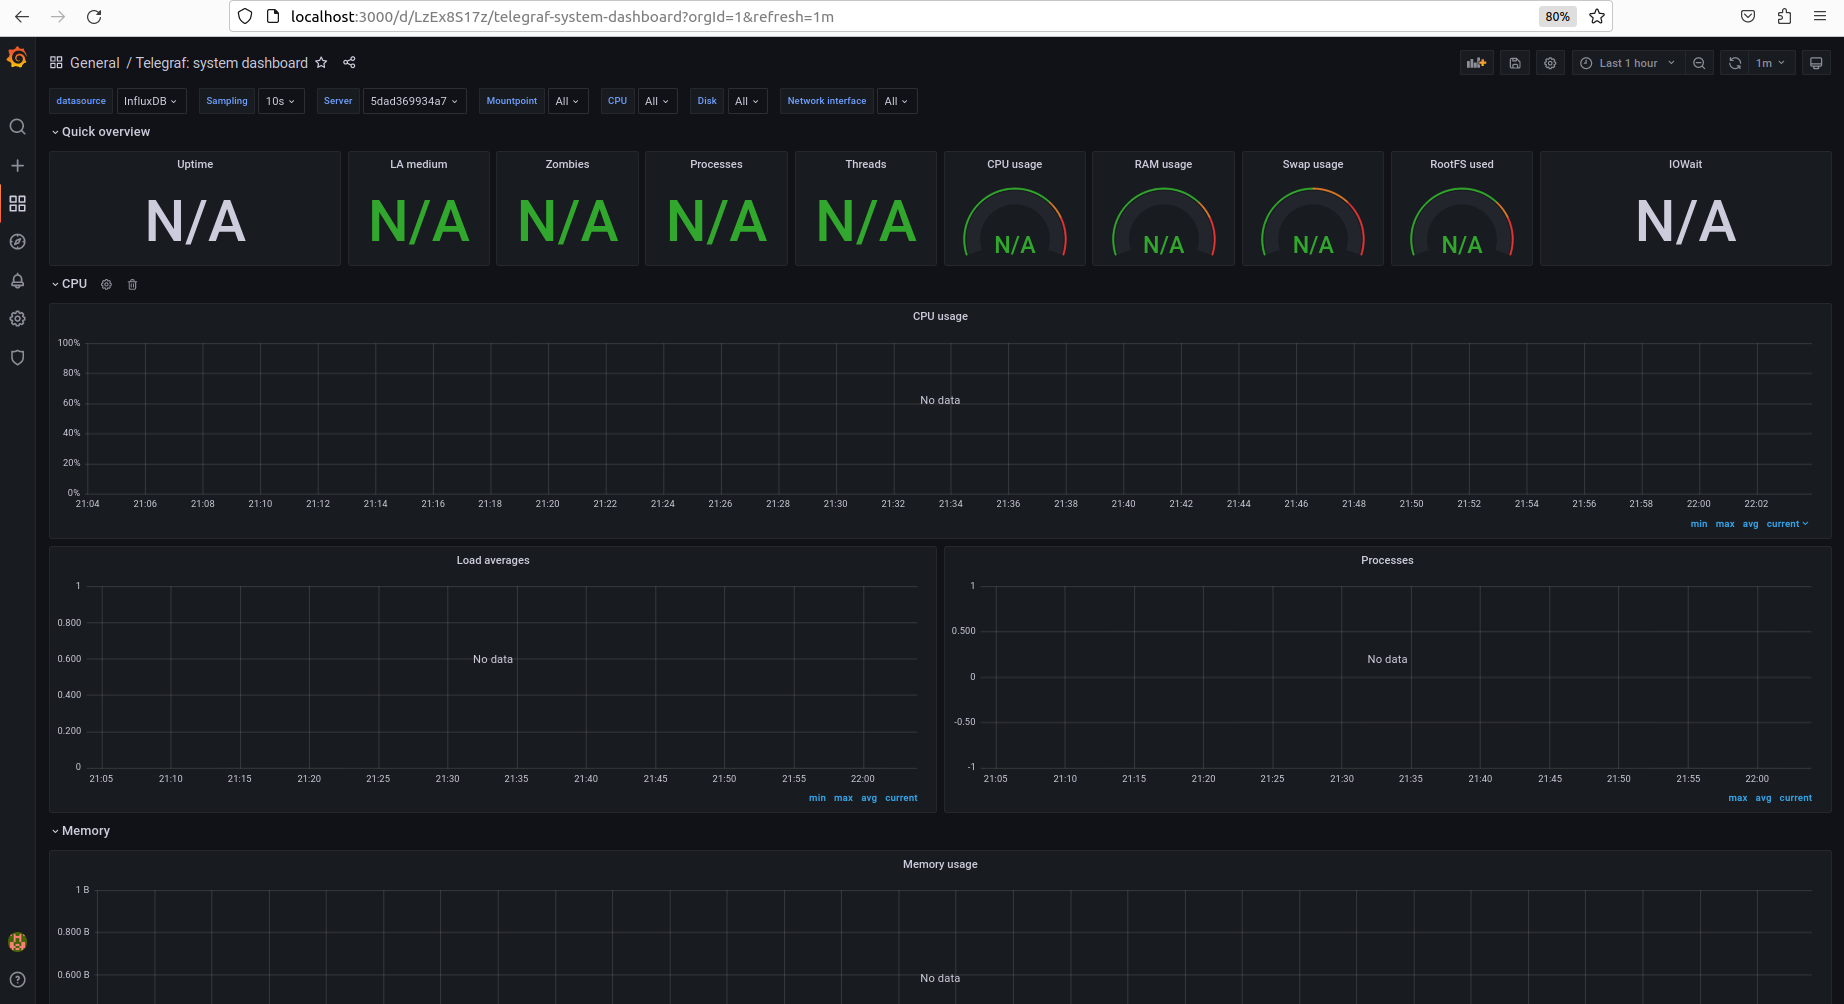 localhost:3000/d/LzEx8S17z/telegraf-system-dashboard?orgId=1&refresh=1m
80%
General / Telegraf: system dashboard
Last 1 hour
1m
datasource InfluxDB Sampling 10s Server 5dad369934a7 Mountpoint All CPU All Disk All Network interface All
Quick overview
Uptime LA medium Zombies Processes Threads CPU usage RAM usage Swap usage RootFS used IOWait
N/A N/A N/A N/A N/A N/A N/A N/A N/A N/A
CPU
CPU usage
100%
80%
60%
40%
20%
0%
No data
21:04 21:06 21:08 21:10 21:12 21:14 21:16 21:18 21:20 21:22 21:24 21:26 21:28 21:30 21:32 21:34 21:36 21:38 21:40 21:42 21:44 21:46 21:48 21:50 21:52 21:54 21:56 21:58 22:00 22:02
min max avg current
Load averages
1
0.800
0.600
0.400
0.200
0
No data
21:05 21:10 21:15 21:20 21:25 21:30 21:35 21:40 21:45 21:50 21:55 22:00
min max avg current
Processes
1
0.500
0
-0.50
-1
No data
21:05 21:10 21:15 21:20 21:25 21:30 21:35 21:40 21:45 21:50 21:55 22:00
max avg current
Memory
Memory usage
1 B
0.800 B
0.600 B
No data